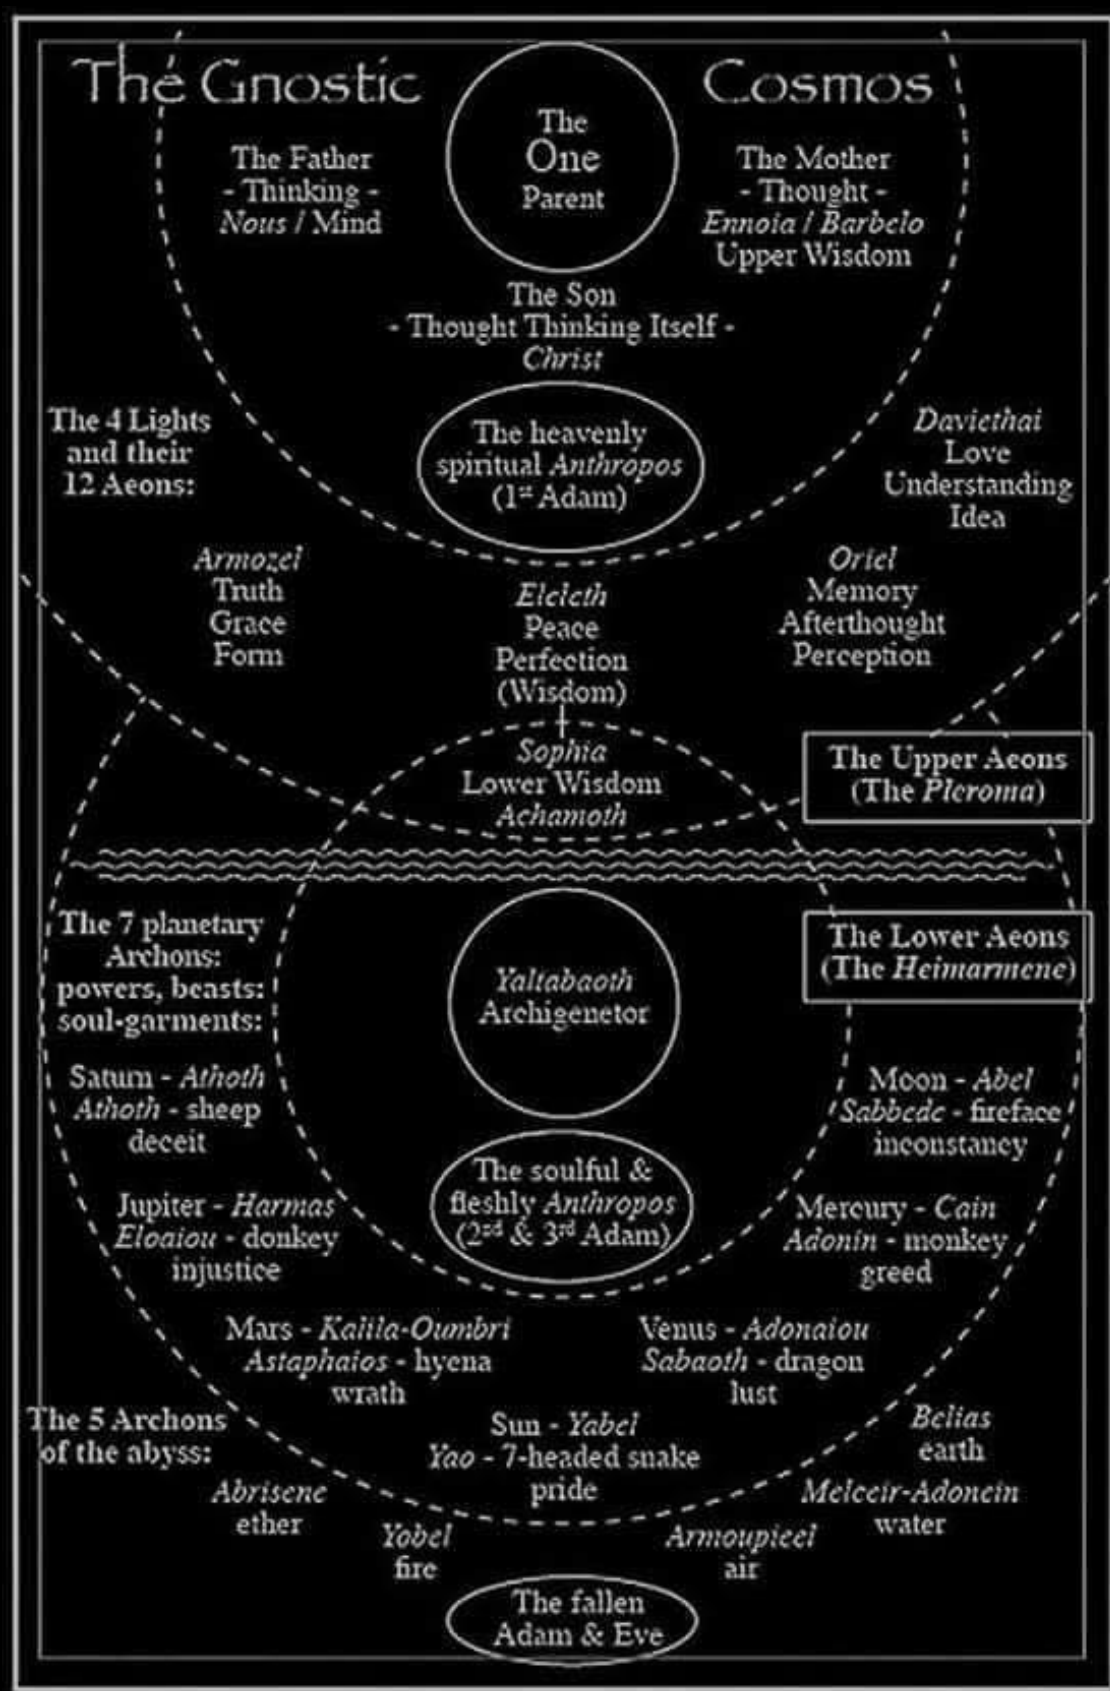 The Gnostic Cosmos
The
One
Parent
The Father
- Thinking -
Nous / Mind
The Mother
- Thought -
Ennoia / Barbelo
Upper Wisdom
The Son
- Thought Thinking Itself -
Christ
The heavenly
spiritual Anthropos
(1st Adam)
The 4 Lights
and their
12 Aeons:
Daviethai
Love
Understanding
Idea
Armozel
Truth
Grace
Form
Eleleth
Peace
Perfection
(Wisdom)
Oriel
Memory
Afterthought
Perception
Sophia
Lower Wisdom
Achamoth
The Upper Aeons
(The Pleroma)
The Lower Aeons
(The Heimarmene)
The 7 planetary
Archons:
powers, beasts:
soul-garments:
Yaltabaoth
Archigenetor
Saturn - Athoth
Athoth - sheep
deceit
Moon - Abel
Sabbede - fireface
inconstancy
The soulful &
fleshly Anthropos
(2nd & 3rd Adam)
Jupiter - Harmas
Eloaiou - donkey
injustice
Mercury - Cain
Adonin - monkey
greed
Mars - Kalila-Oumbri
Astaphaios - hyena
wrath
Venus - Adonaiou
Sabaoth - dragon
lust
Sun - Yabel
Yao - 7-headed snake
pride
The 5 Archons
of the abyss:
Abrisene
ether
Yobel
fire
Armoupieel
air
Melceir-Adonein
water
Belias
earth
The fallen
Adam & Eve